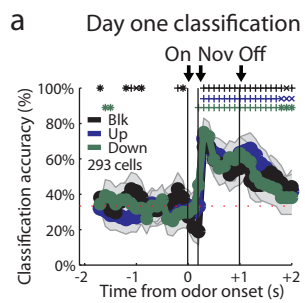 a Day one classification
On Nov Off
100%
80%
60%
40%
20%
0%
Classification accuracy (%)
Blk
Up
Down
293 cells
-2 -1 0 +1 +2
Time from odor onset (s)